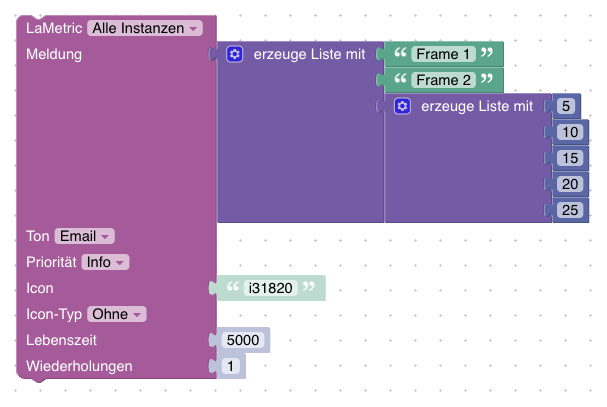 LaMetric Alle Instanzen
Meldung erzeuge Liste mit “ Frame 1 ”
“ Frame 2 ”
erzeuge Liste mit 5
10
15
20
25
Ton Email
Priorität Info
Icon “ i31820 ”
Icon-Typ Ohne
Lebenszeit 5000
Wiederholungen 1